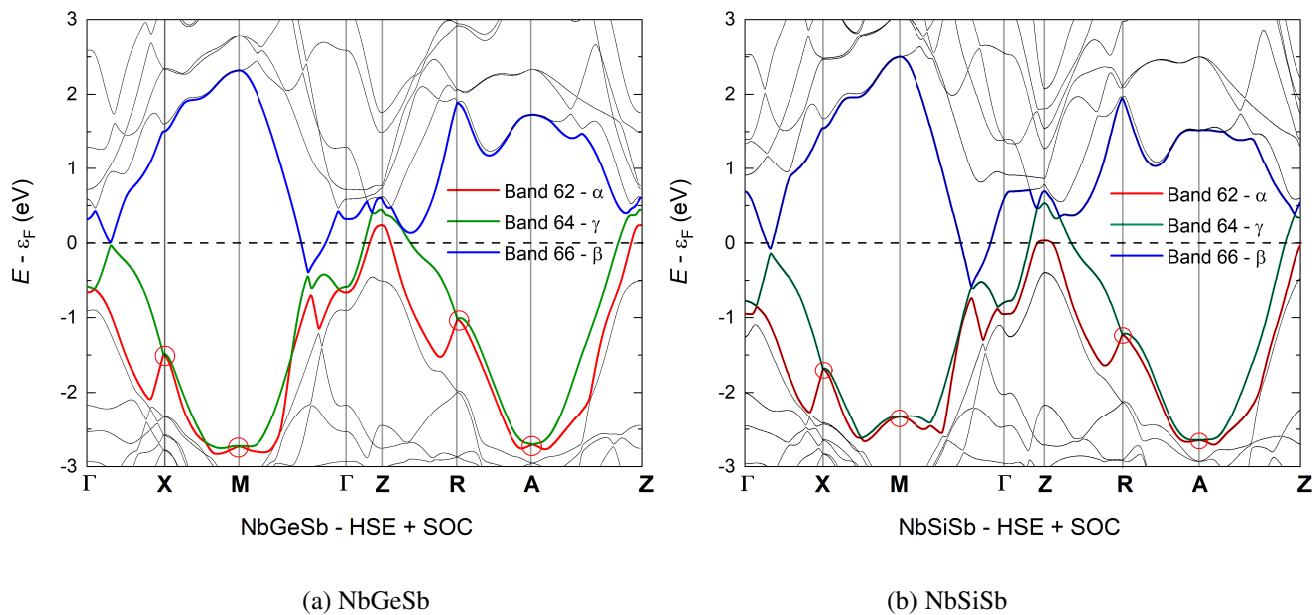 3
2
1
0
-1
-2
-3
E - εF (eV)
Band 62 - α
Band 64 - γ
Band 66 - β
Γ X M Γ Z R A Z
NbGeSb - HSE + SOC
(a) NbGeSb
3
2
1
0
-1
-2
-3
E - εF (eV)
Band 62 - α
Band 64 - γ
Band 66 - β
Γ X M Γ Z R A Z
NbSiSb - HSE + SOC
(b) NbSiSb